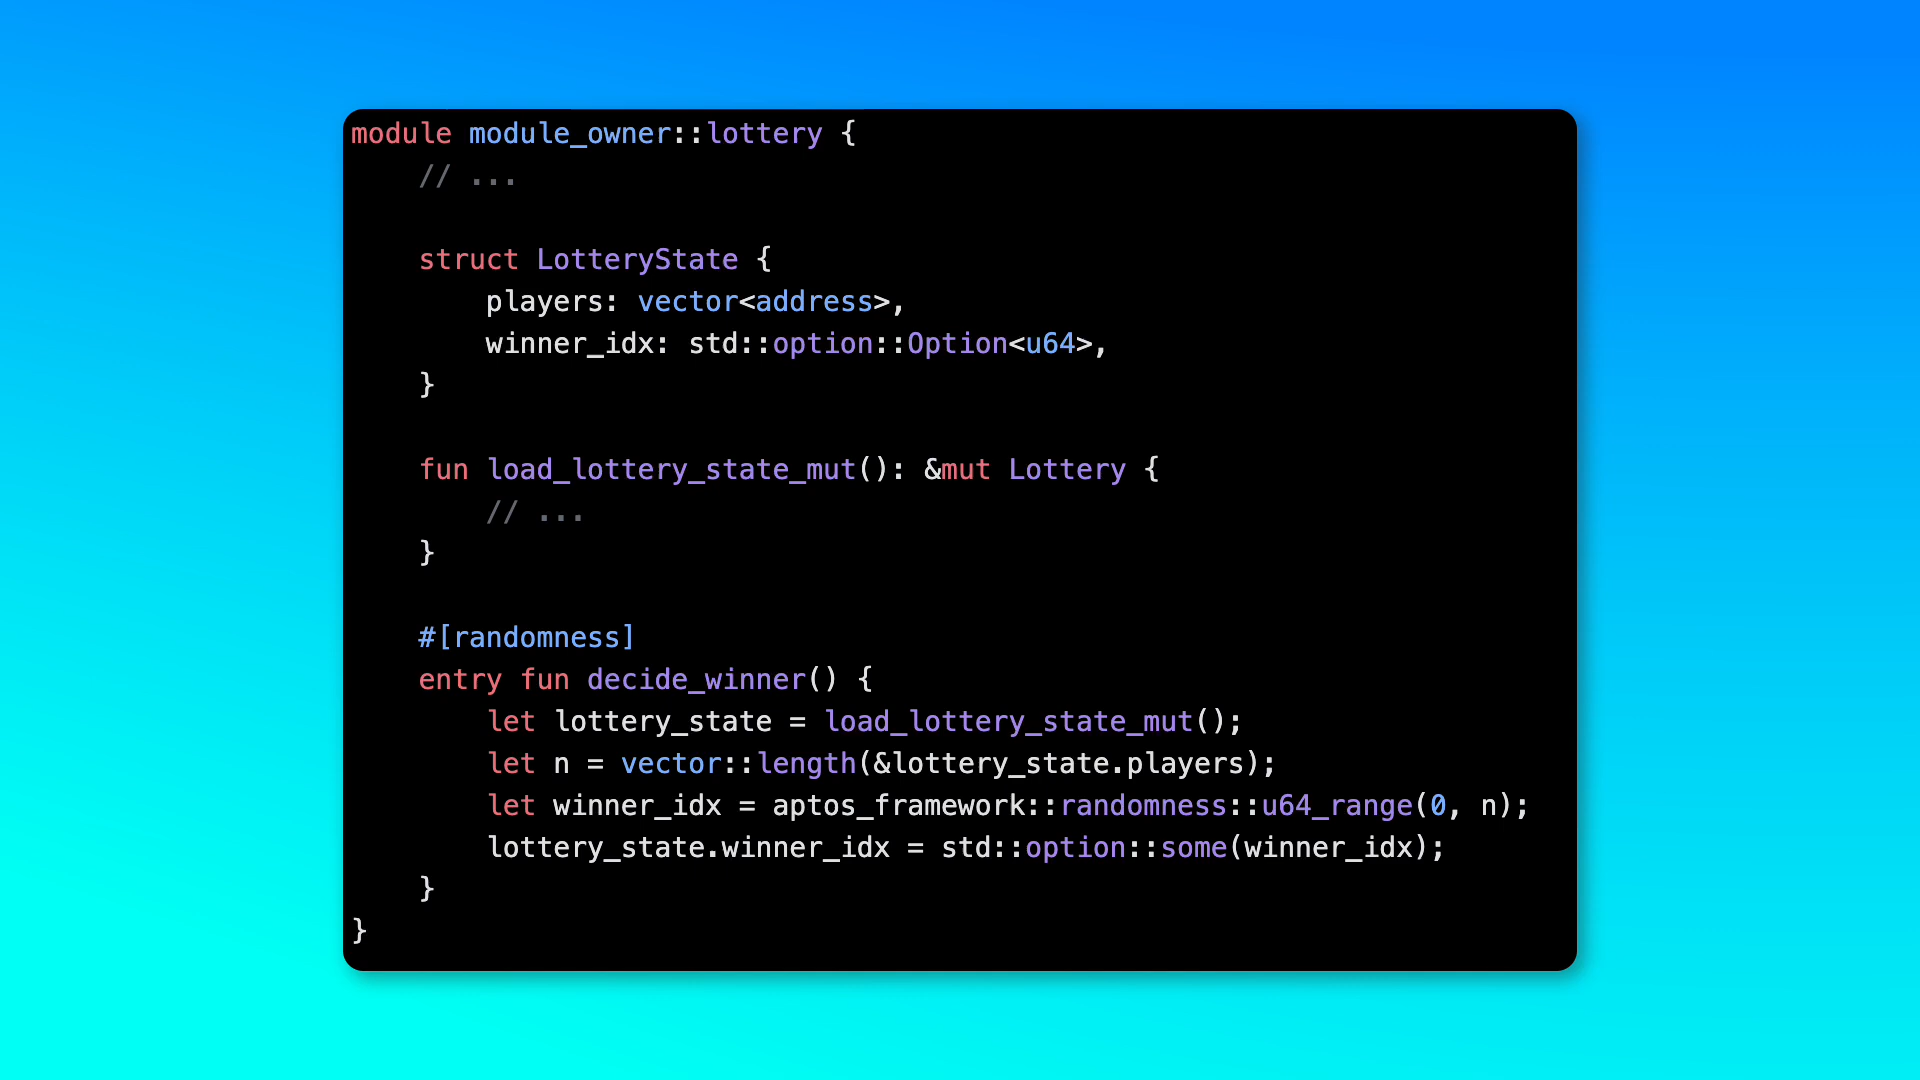 module module_owner::lottery {
    // ...

    struct LotteryState {
        players: vector<address>,
        winner_idx: std::option::Option<u64>,
    }

    fun load_lottery_state_mut(): &mut Lottery {
        // ...
    }

    #[randomness]
    entry fun decide_winner() {
        let lottery_state = load_lottery_state_mut();
        let n = vector::length(&lottery_state.players);
        let winner_idx = aptos_framework::randomness::u64_range(0, n);
        lottery_state.winner_idx = std::option::some(winner_idx);
    }
}